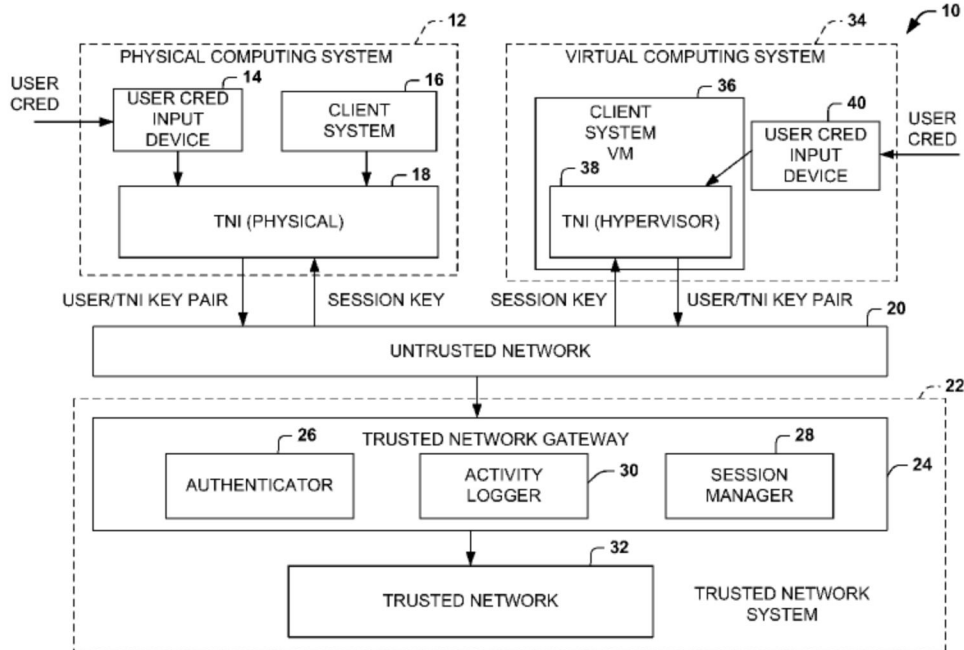 10
12
34
PHYSICAL COMPUTING SYSTEM
VIRTUAL COMPUTING SYSTEM
USER
CRED
14
USER CRED
INPUT
DEVICE
16
CLIENT
SYSTEM
18
TNI (PHYSICAL)
36
CLIENT
SYSTEM
VM
38
TNI (HYPERVISOR)
40
USER CRED
INPUT
DEVICE
USER
CRED
USER/TNI KEY PAIR
SESSION KEY
SESSION KEY
USER/TNI KEY PAIR
20
UNTRUSTED NETWORK
22
TRUSTED NETWORK GATEWAY
24
26
AUTHENTICATOR
ACTIVITY
LOGGER
30
28
SESSION
MANAGER
32
TRUSTED NETWORK
TRUSTED NETWORK
SYSTEM